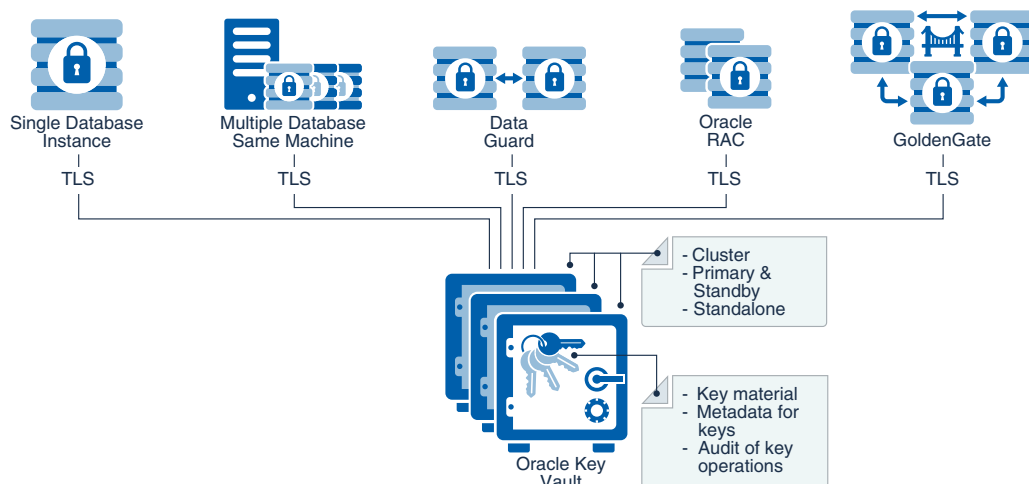 Single Database
Instance
Multiple Database
Same Machine
Data
Guard
Oracle
RAC
GoldenGate
TLS
TLS
TLS
TLS
TLS
- Cluster
- Primary &
Standby
- Standalone
- Key material
- Metadata for
keys
- Audit of key
operations
Oracle Key
Vault